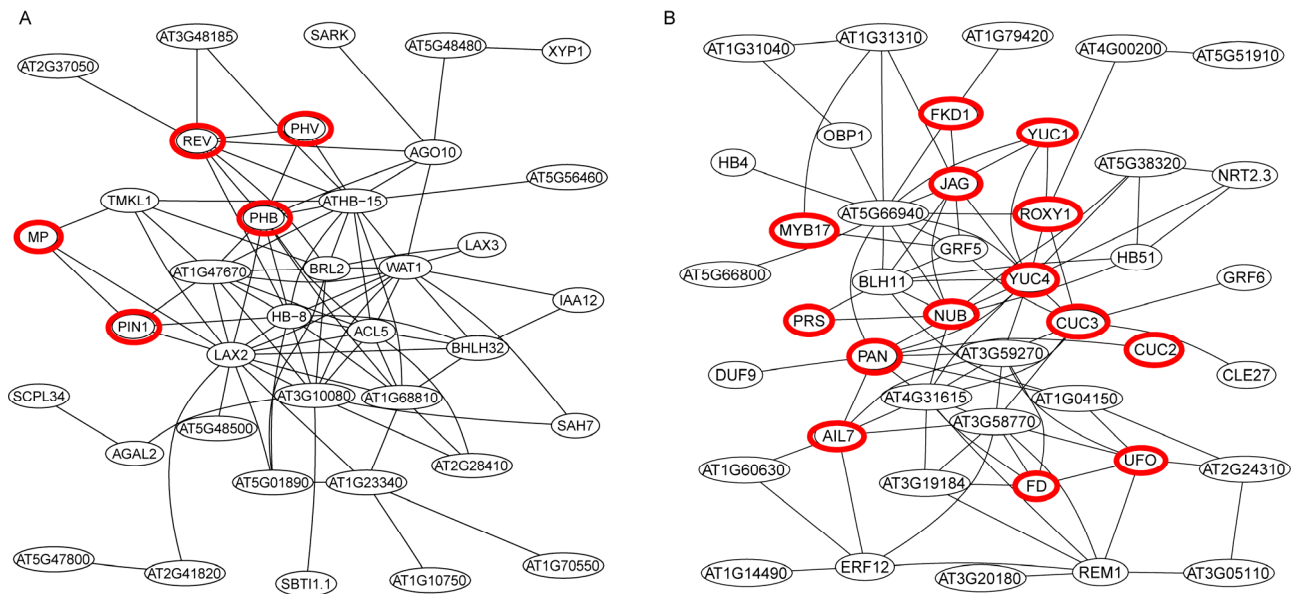 A
AT3G48185
SARK
AT5G48480
XYP1
AT2G37050
REV
PHV
AGO10
AT5G56460
TMKL1
ATHB-15
PHB
MP
LAX3
AT1G47670
BRL2
WAT1
IAA12
PIN1
HB-8
ACL5
BHLH32
LAX2
SCPL34
AT3G10080
AT1G68810
AT5G48500
SAH7
AGAL2
AT2G28410
AT5G01890
AT1G23340
AT5G47800
AT2G41820
SBTI1.1
AT1G10750
AT1G70550
B
AT1G31040
AT1G31310
AT1G79420
AT4G00200
AT5G51910
FKD1
OBP1
YUC1
HB4
AT5G38320
NRT2.3
JAG
AT5G66940
ROXY1
MYB17
GRF5
HB51
AT5G66800
BLH11
YUC4
GRF6
PRS
NUB
CUC3
CUC2
PAN
AT3G59270
DUF9
CLE27
AT4G31615
AT1G04150
AT3G58770
AIL7
AT1G60630
UFO
AT2G24310
AT3G19184
FD
AT1G14490
ERF12
AT3G20180
REM1
AT3G05110